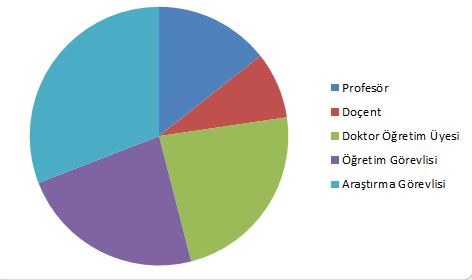 Profesör
Doçent
Doktor Öğretim Üyesi
Öğretim Görevlisi
Araştırma Görevlisi